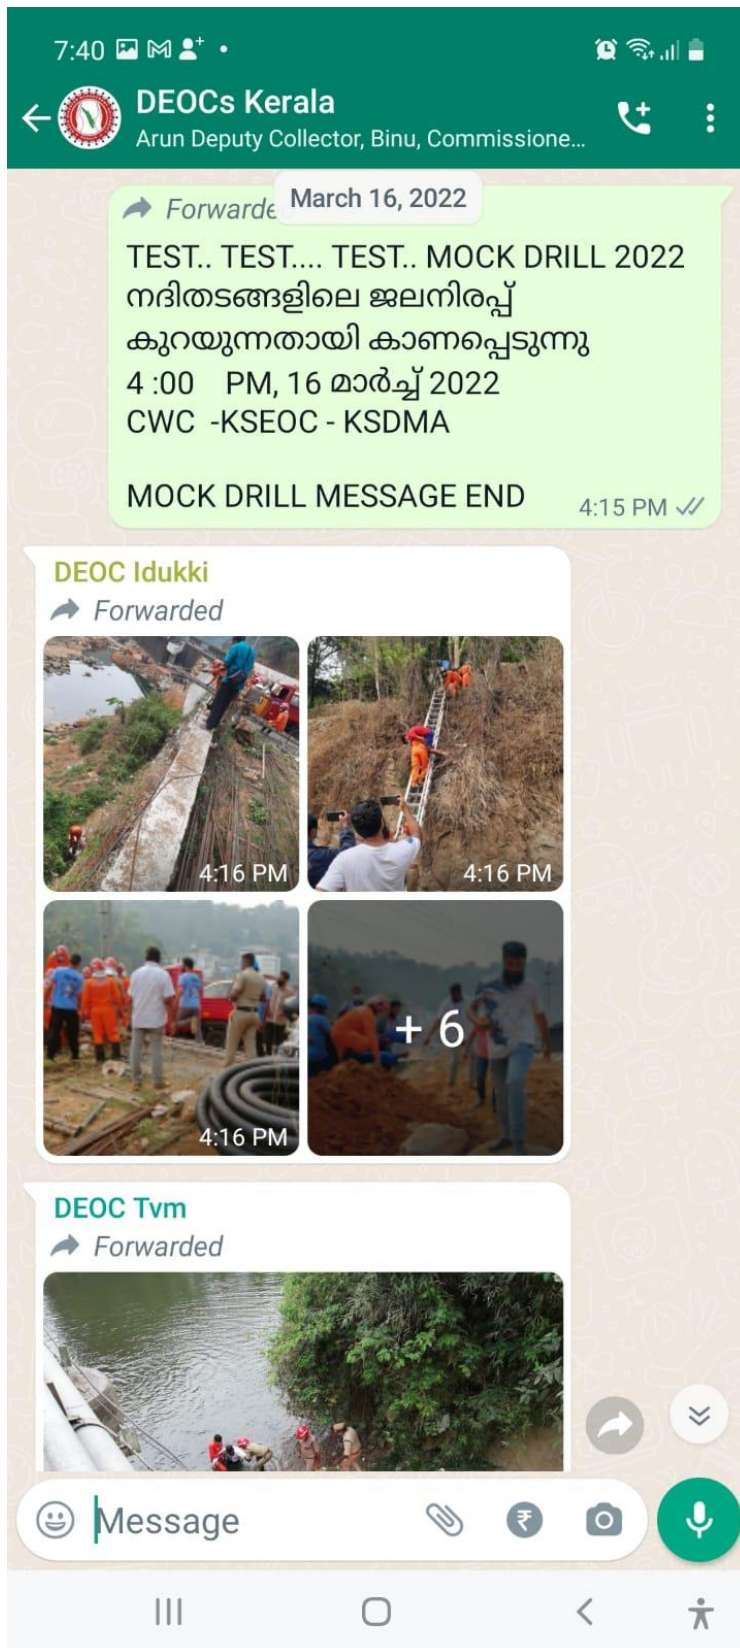 7:40
DEOCs Kerala
Arun Deputy Collector, Binu, Commissione...
March 16, 2022
Forwarde
TEST.. TEST.... TEST.. MOCK DRILL 2022
നദിതടങ്ങളിലെ ജലനിരപ്പ്
കുറയുന്നതായി കാണപ്പെടുന്നു
4 :00 PM, 16 മാർച്ച് 2022
CWC -KSEOC - KSDMA
MOCK DRILL MESSAGE END
4:15 PM
DEOC Idukki
Forwarded
4:16 PM
4:16 PM
4:16 PM
+ 6
DEOC Tvm
Forwarded
Message